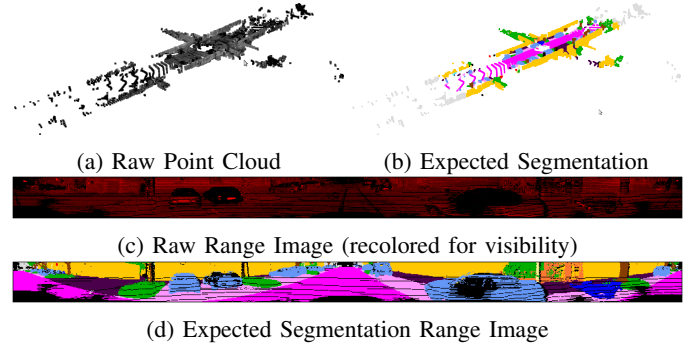 (a) Raw Point Cloud
(b) Expected Segmentation
(c) Raw Range Image (recolored for visibility)
(d) Expected Segmentation Range Image